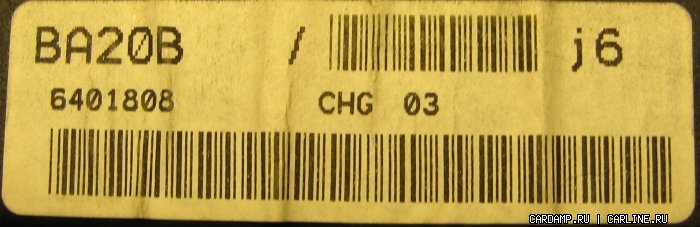 BA20B / j6
6401808 CHG 03
CARDAMP.RU | CARLINE.RU